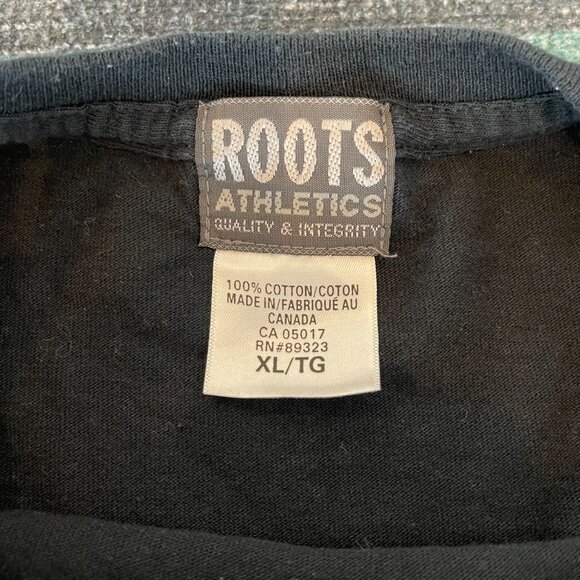 ROOTS
ATHLETICS
QUALITY & INTEGRITY
100% COTTON/COTON
MADE IN/FABRIQUÉ AU
CANADA
CA 05017
RN#89323
XL/TG